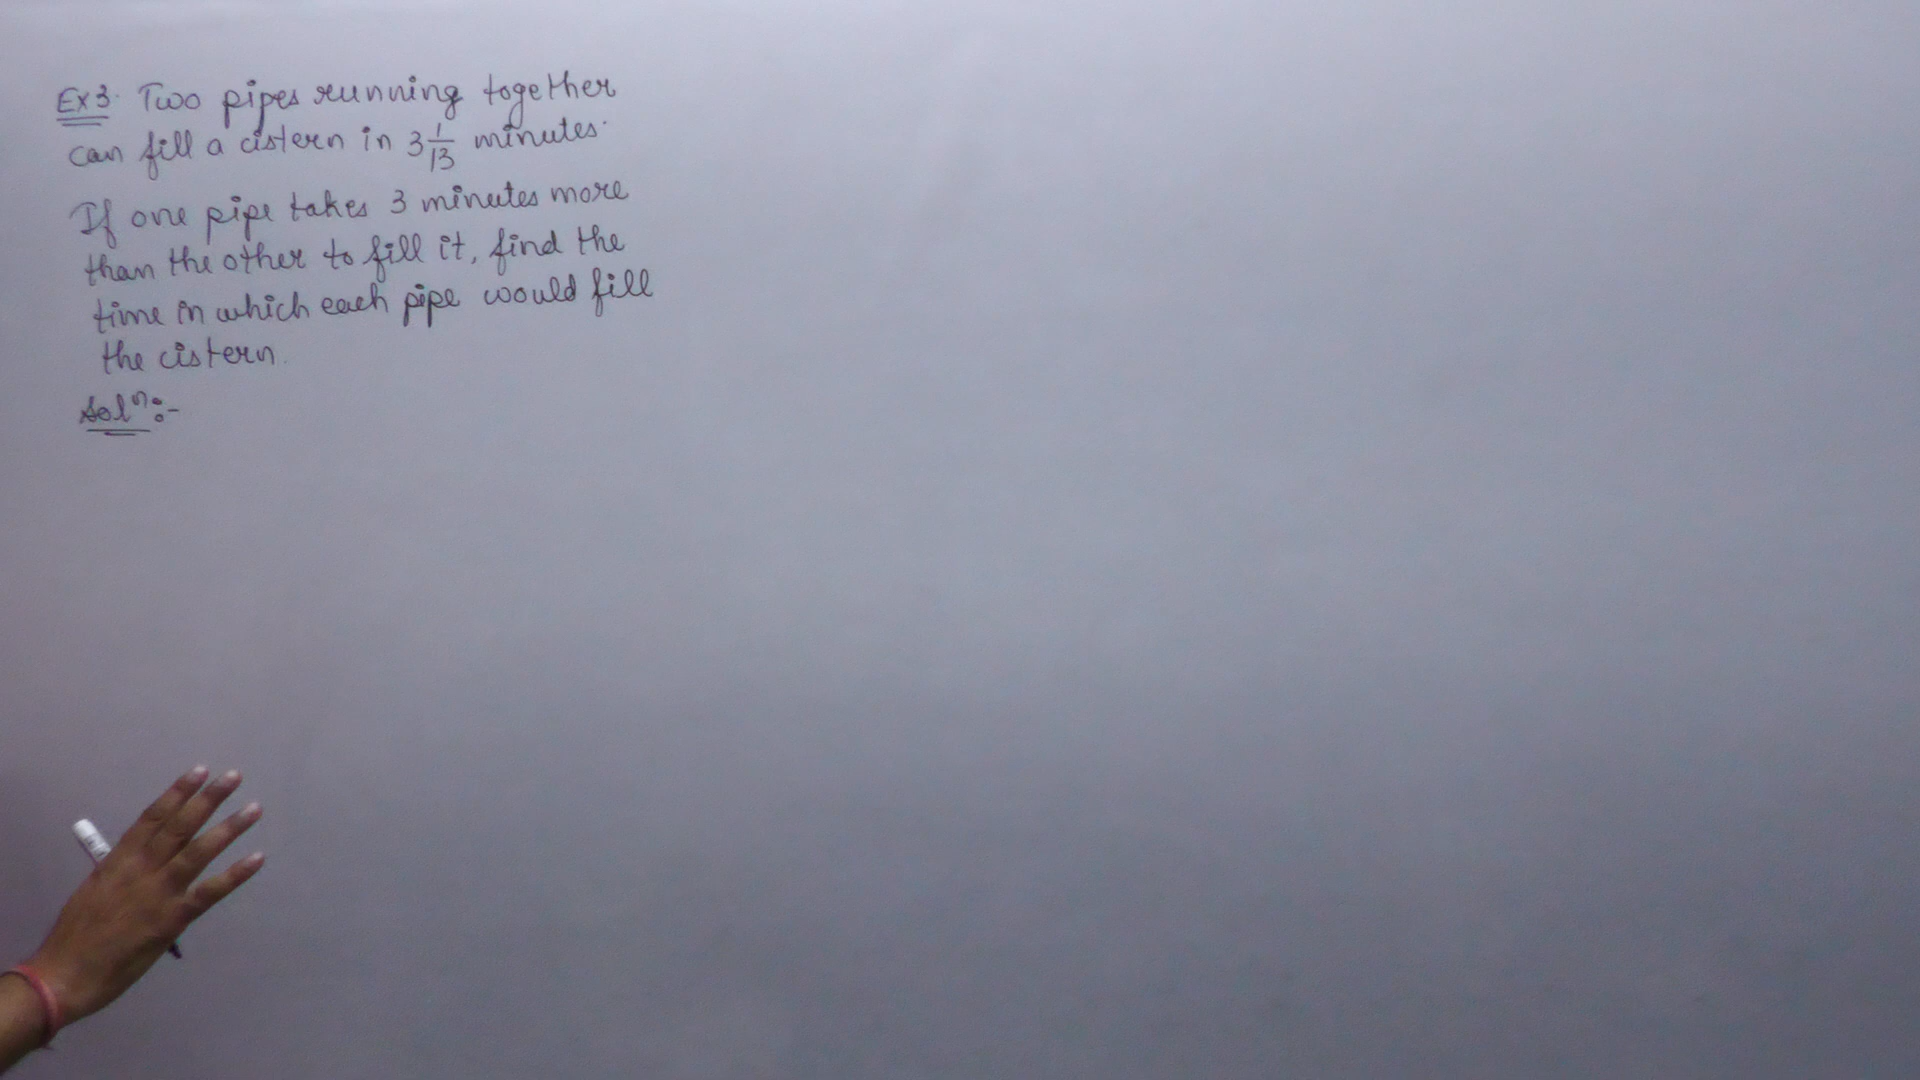 Ex 3. Two pipes running together
can fill a cistern in 3 1/13 minutes.
If one pipe takes 3 minutes more
than the other to fill it, find the
time in which each pipe would fill
the cistern.
Solⁿ:-